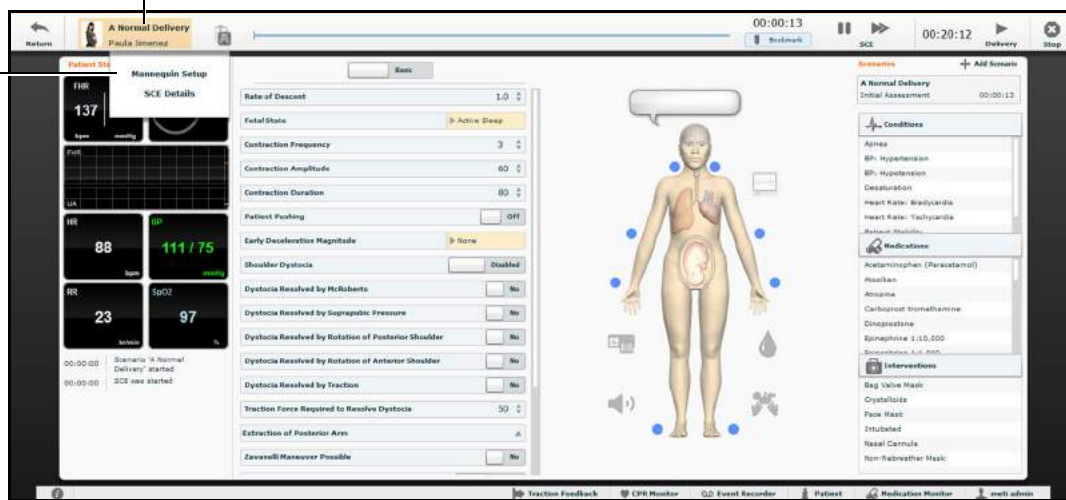 Return
A Normal Delivery
Paula Jimenez
00:00:13
Bookmark
SCE
00:20:12
Delivery
Stop
Mannequin Setup
SCE Details
FHR
137
bpm
mmHg
FHR
UA
HR
88
bpm
BP
111 / 75
mmHg
RR
23
br/min
SpO2
97
%
00:00:00 Scenario 'A Normal
Delivery' started
00:00:00 SCE was started
Basic
Rate of Descent 1.0
Fetal State Active Sleep
Contraction Frequency 3
Contraction Amplitude 60
Contraction Duration 80
Patient Pushing Off
Early Deceleration Magnitude None
Shoulder Dystocia Disabled
Dystocia Resolved by McRoberts No
Dystocia Resolved by Suprapubic Pressure No
Dystocia Resolved by Rotation of Posterior Shoulder No
Dystocia Resolved by Rotation of Anterior Shoulder No
Dystocia Resolved by Traction No
Traction Force Required to Resolve Dystocia 50
Extraction of Posterior Arm
Zavanelli Maneuver Possible No
Scenarios
Add Scenario
A Normal Delivery
Initial Assessment 00:00:13
Conditions
Apnea
BP: Hypertension
BP: Hypotension
Desaturation
Heart Rate: Bradycardia
Heart Rate: Tachycardia
Medications
Acetaminophen (Paracetamol)
Atropine
Carboprost tromethamine
Dinoprostone
Epinephrine 1:10,000
Interventions
Bag Valve Mask
Crystalloids
Face Mask
Intubated
Nasal Cannula
Non-Rebreather Mask
Traction Feedback
CPR Monitor
Event Recorder
Patient
Medication Monitor
meti admin